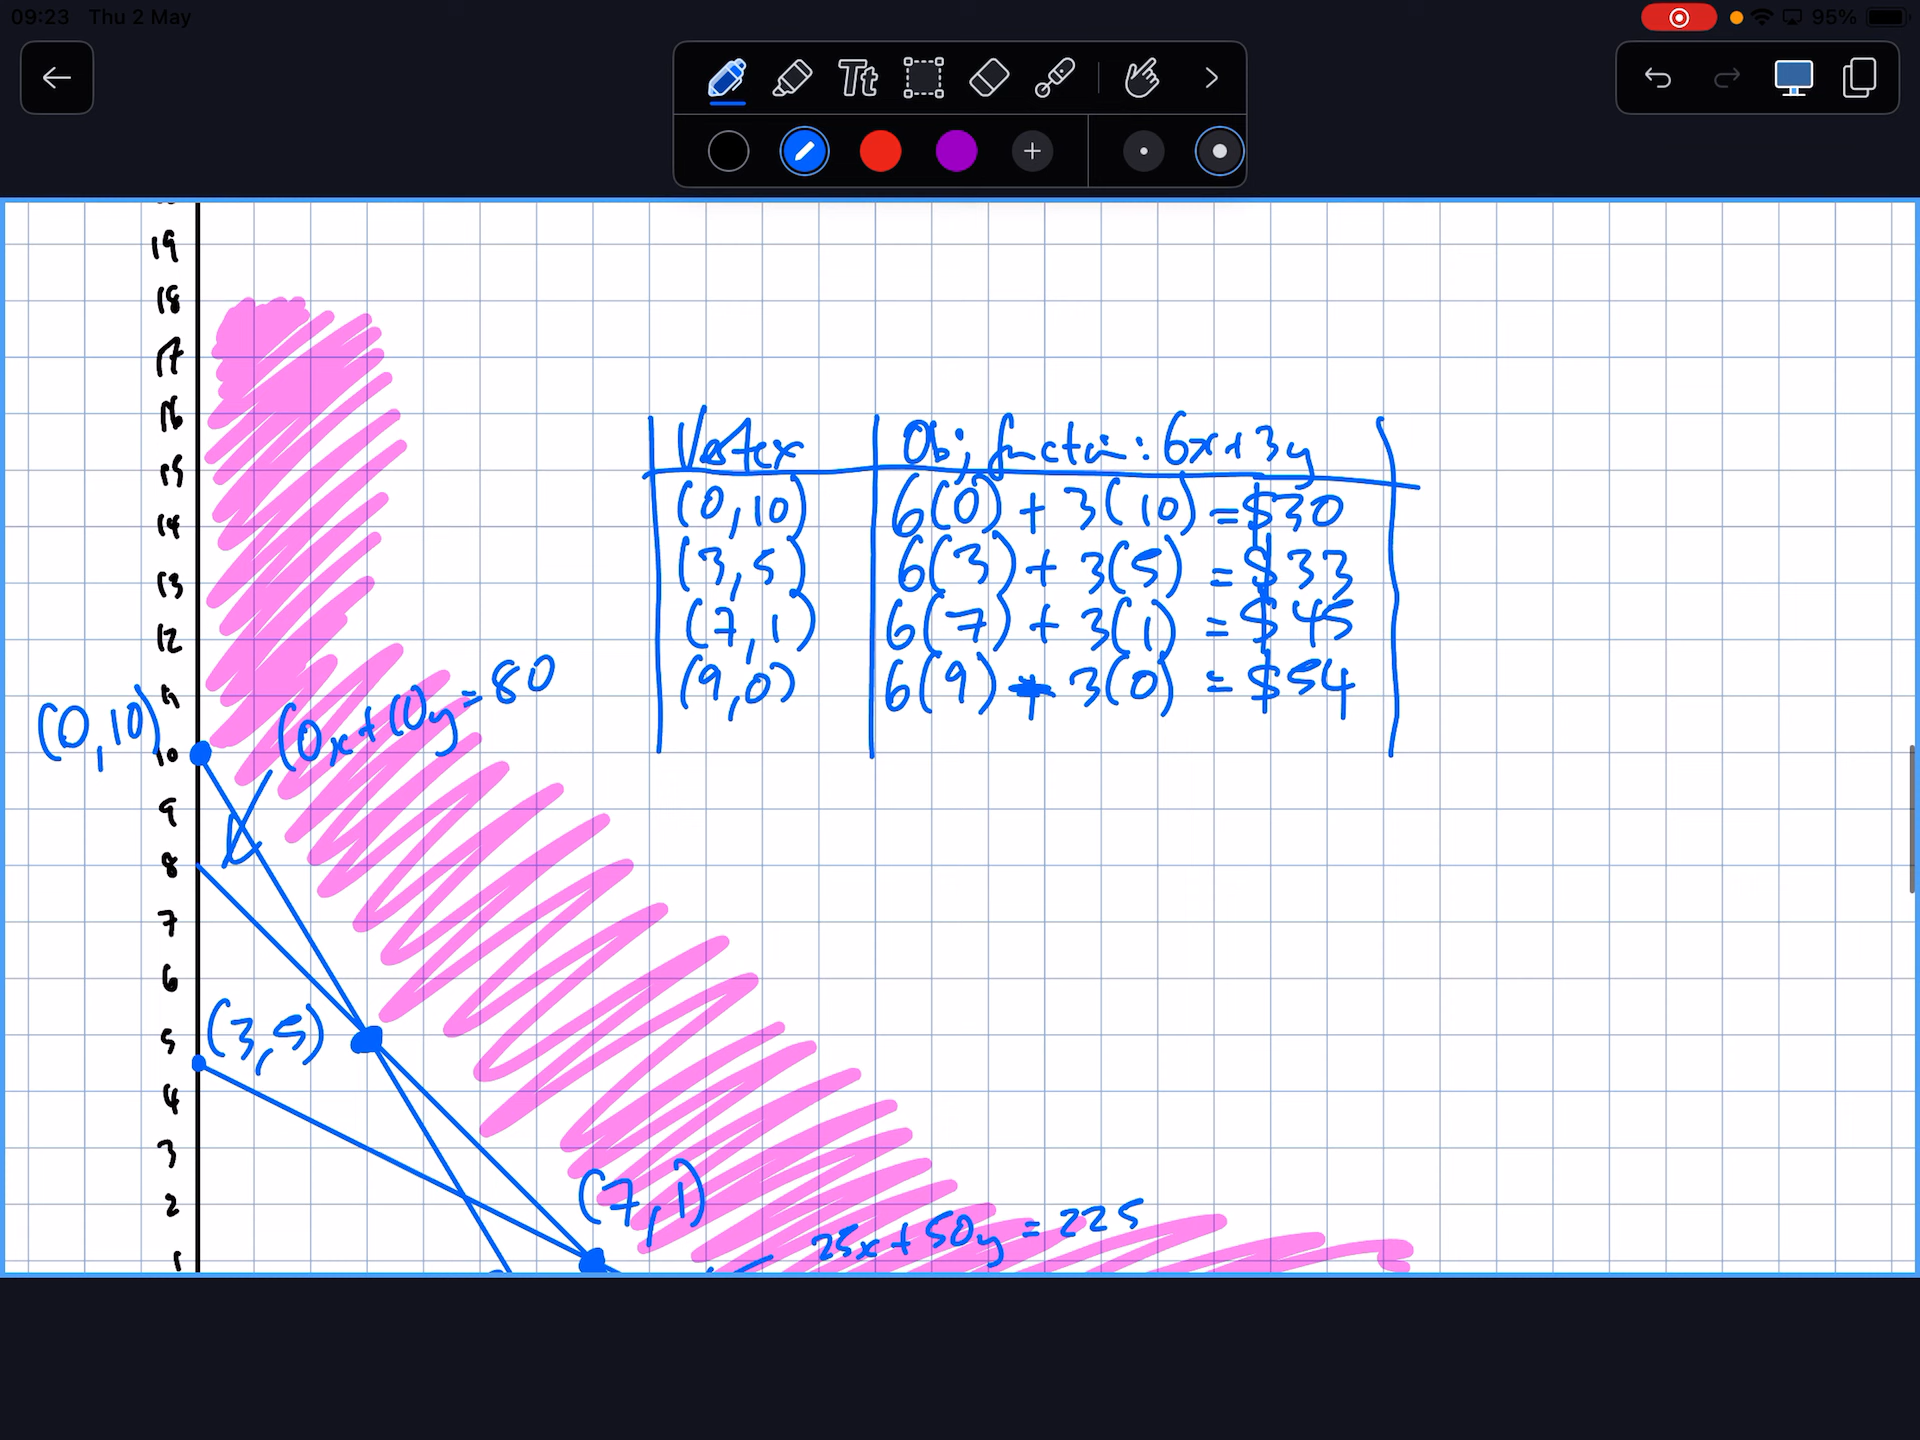 09:23 Thu 2 May
95%
Tt
19
18
17
16
15
14
13
12
11
10
9
8
7
6
5
4
3
2
1
Vertex Obj function: 6x+3y
(0,10) 6(0) + 3(10) = $30
(3,5) 6(3) + 3(5) = $33
(7,1) 6(7) + 3(1) = $45
(9,0) 6(9) + 3(0) = $54
(0,10)
10x+10y=80
(3,5)
(7,1)
25x+50y=225